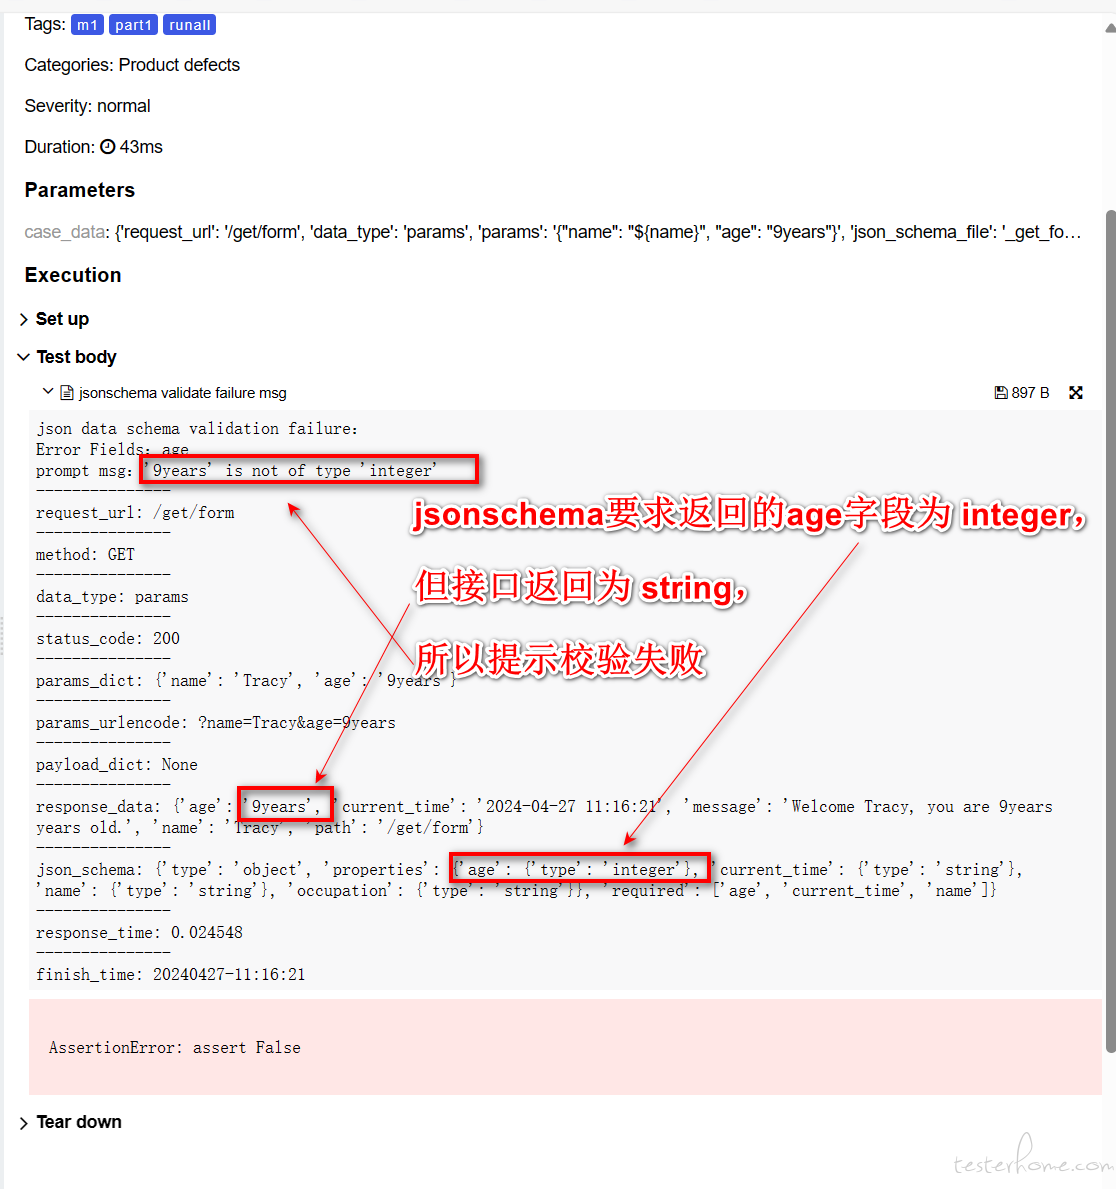 Tags: m1 part1 runall
Categories: Product defects
Severity: normal
Duration: 43ms
Parameters
case_data: {'request_url': '/get/form', 'data_type': 'params', 'params': '{"name": "${name}", "age": "9years"}', 'json_schema_file': '_get_fo…
Execution
Set up
Test body
jsonschema validate failure msg 897 B
json data schema validation failure:
Error Fields: age
prompt msg: '9years' is not of type 'integer'
---------------
request_url: /get/form
jsonschema要求返回的age字段为 integer，
---------------
method: GET
---------------
但接口返回为 string，
data_type: params
---------------
status_code: 200
---------------
所以提示校验失败
params_dict: {'name': 'Tracy', 'age': '9years'}
---------------
params_urlencode: ?name=Tracy&age=9years
---------------
payload_dict: None
---------------
response_data: {'age': '9years', 'current_time': '2024-04-27 11:16:21', 'message': 'Welcome Tracy, you are 9years
years old.', 'name': 'Tracy', 'path': '/get/form'}
---------------
json_schema: {'type': 'object', 'properties': {'age': {'type': 'integer'}, 'current_time': {'type': 'string'},
'name': {'type': 'string'}, 'occupation': {'type': 'string'}}, 'required': ['age', 'current_time', 'name']}
---------------
response_time: 0.024548
---------------
finish_time: 20240427-11:16:21
AssertionError: assert False
Tear down
testerhome.com